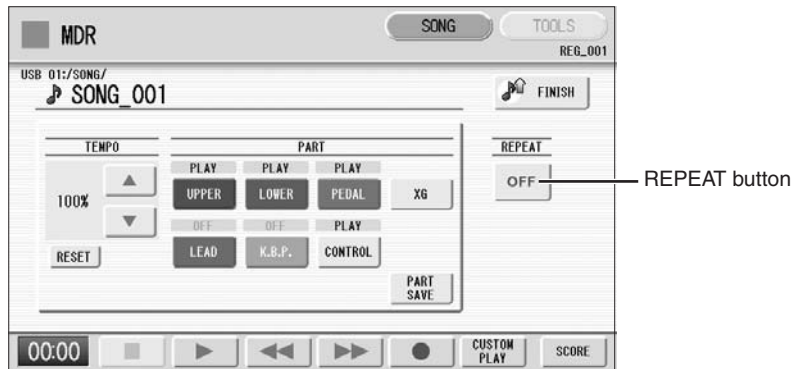 MDR
SONG
TOOLS
REG_001
USB 01:/SONG/
SONG_001
FINISH
TEMPO
PART
REPEAT
PLAY PLAY PLAY
100%
UPPER LOWER PEDAL XG
OFF
REPEAT button
OFF OFF PLAY
RESET
LEAD K.B.P. CONTROL
PART
SAVE
00:00
CUSTOM
PLAY
SCORE